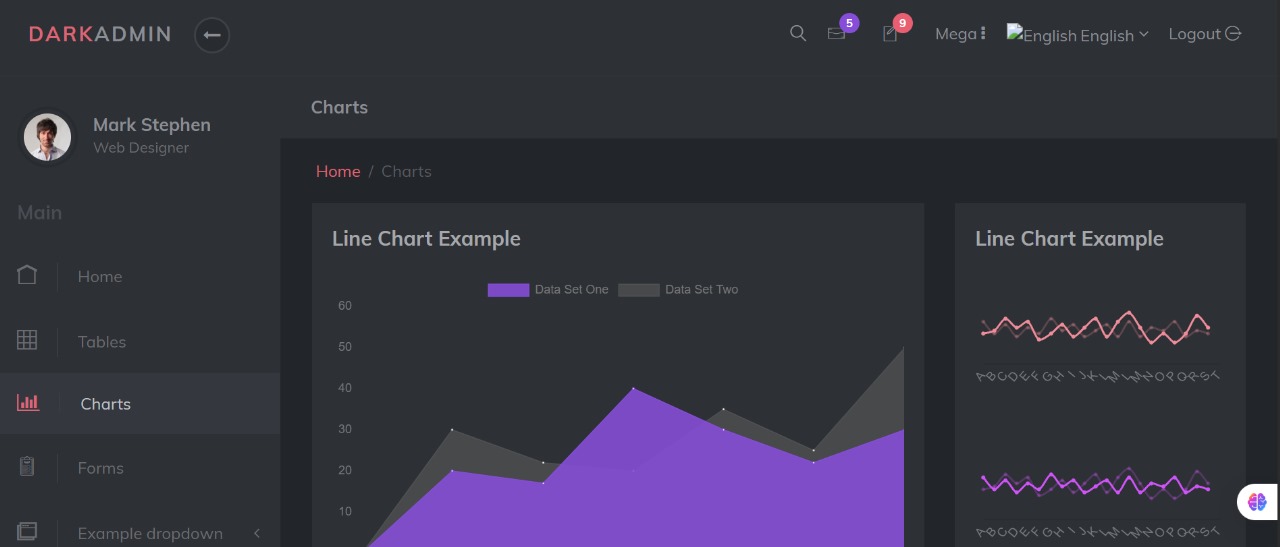 DARKADMIN
5
9
Mega
English English
Logout
Mark Stephen
Web Designer
Main
Home
Tables
Charts
Forms
Example dropdown
Charts
Home / Charts
Line Chart Example
Data Set One Data Set Two
60
50
40
30
20
10
Line Chart Example
A B C D E F G H I J K L M L M N O P Q R S T
A B C D E F G H I J K L M L M N O P Q R S T